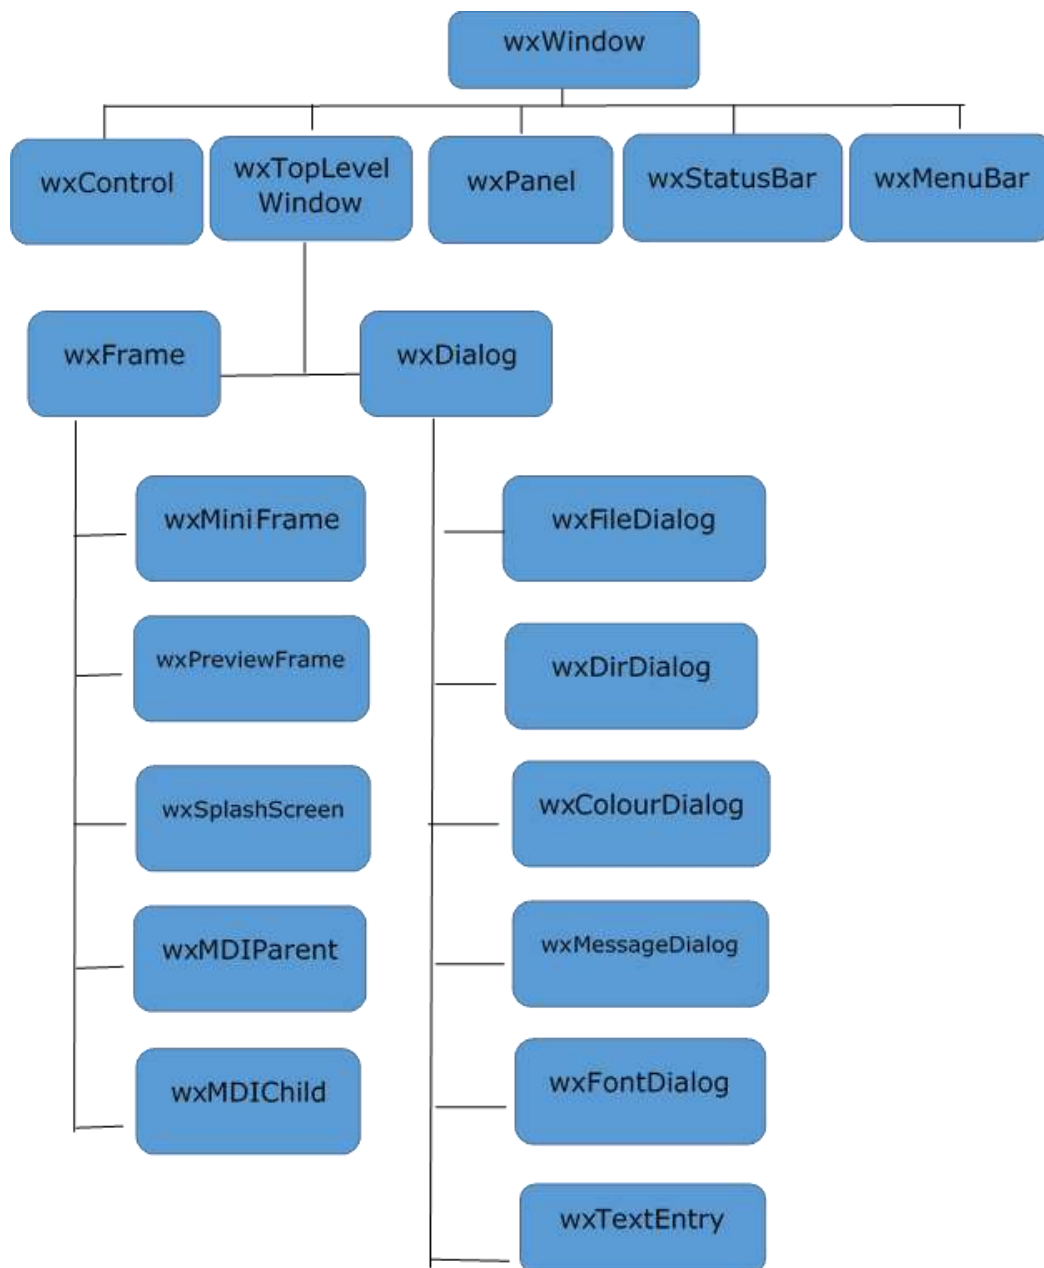 wxWindow
wxControl
wxTopLevel
Window
wxPanel
wxStatusBar
wxMenuBar
wxFrame
wxDialog
wxMiniFrame
wxFileDialog
wxPreviewFrame
wxDirDialog
wxSplashScreen
wxColourDialog
wxMDIParent
wxMessageDialog
wxMDIChild
wxFontDialog
wxTextEntry